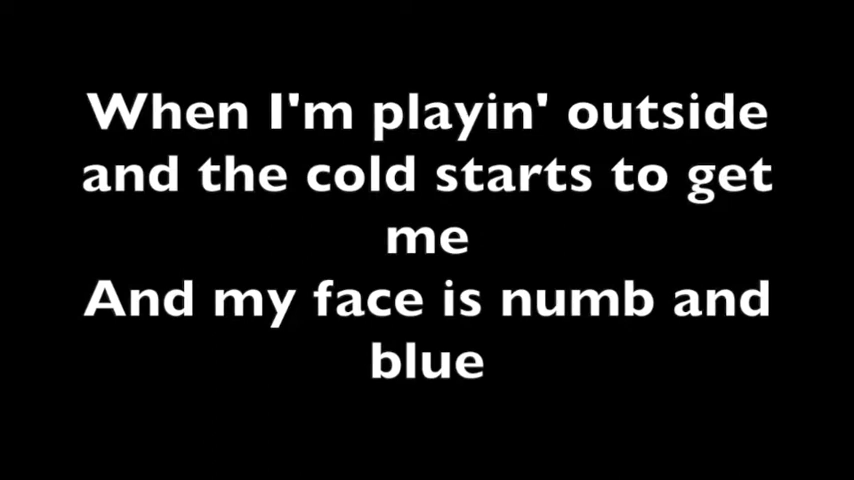 When I'm playin' outside
and the cold starts to get
me
And my face is numb and
blue